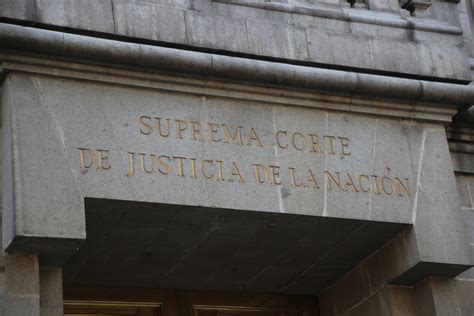 SUPREMA CORTE
DE JUSTICIA DE LA NACIÓN